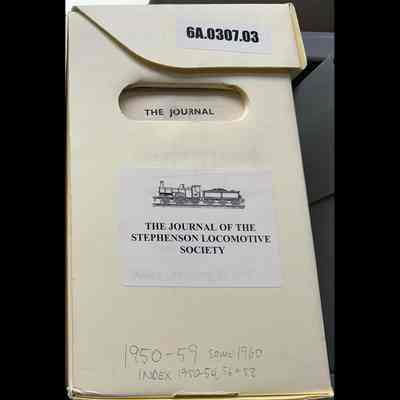 6A.0307.03
THE JOURNAL
THE JOURNAL OF THE
STEPHENSON LOCOMOTIVE
SOCIETY
1950-59 SOME 1960
INDEX 1950-54, 56+57